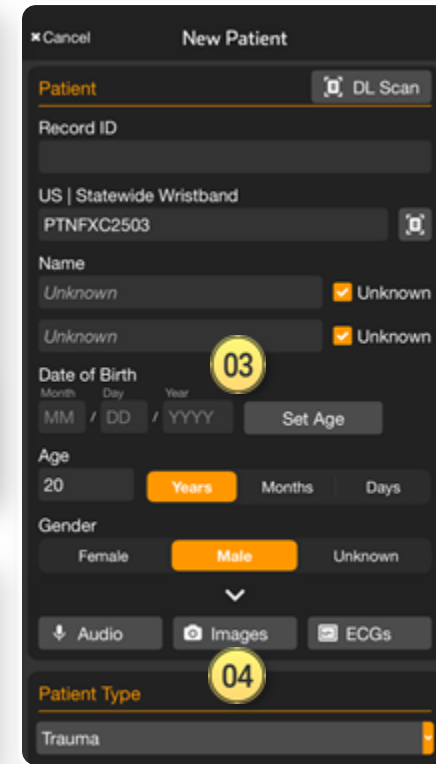 × Cancel New Patient
Patient DL Scan
Record ID
US | Statewide Wristband
PTNFXC2503
Name
Unknown Unknown
Unknown Unknown
03
Date of Birth
Month Day Year
MM / DD / YYYY Set Age
Age
20 Years Months Days
Gender
Female Male Unknown
Audio Images ECGs
04
Patient Type
Trauma